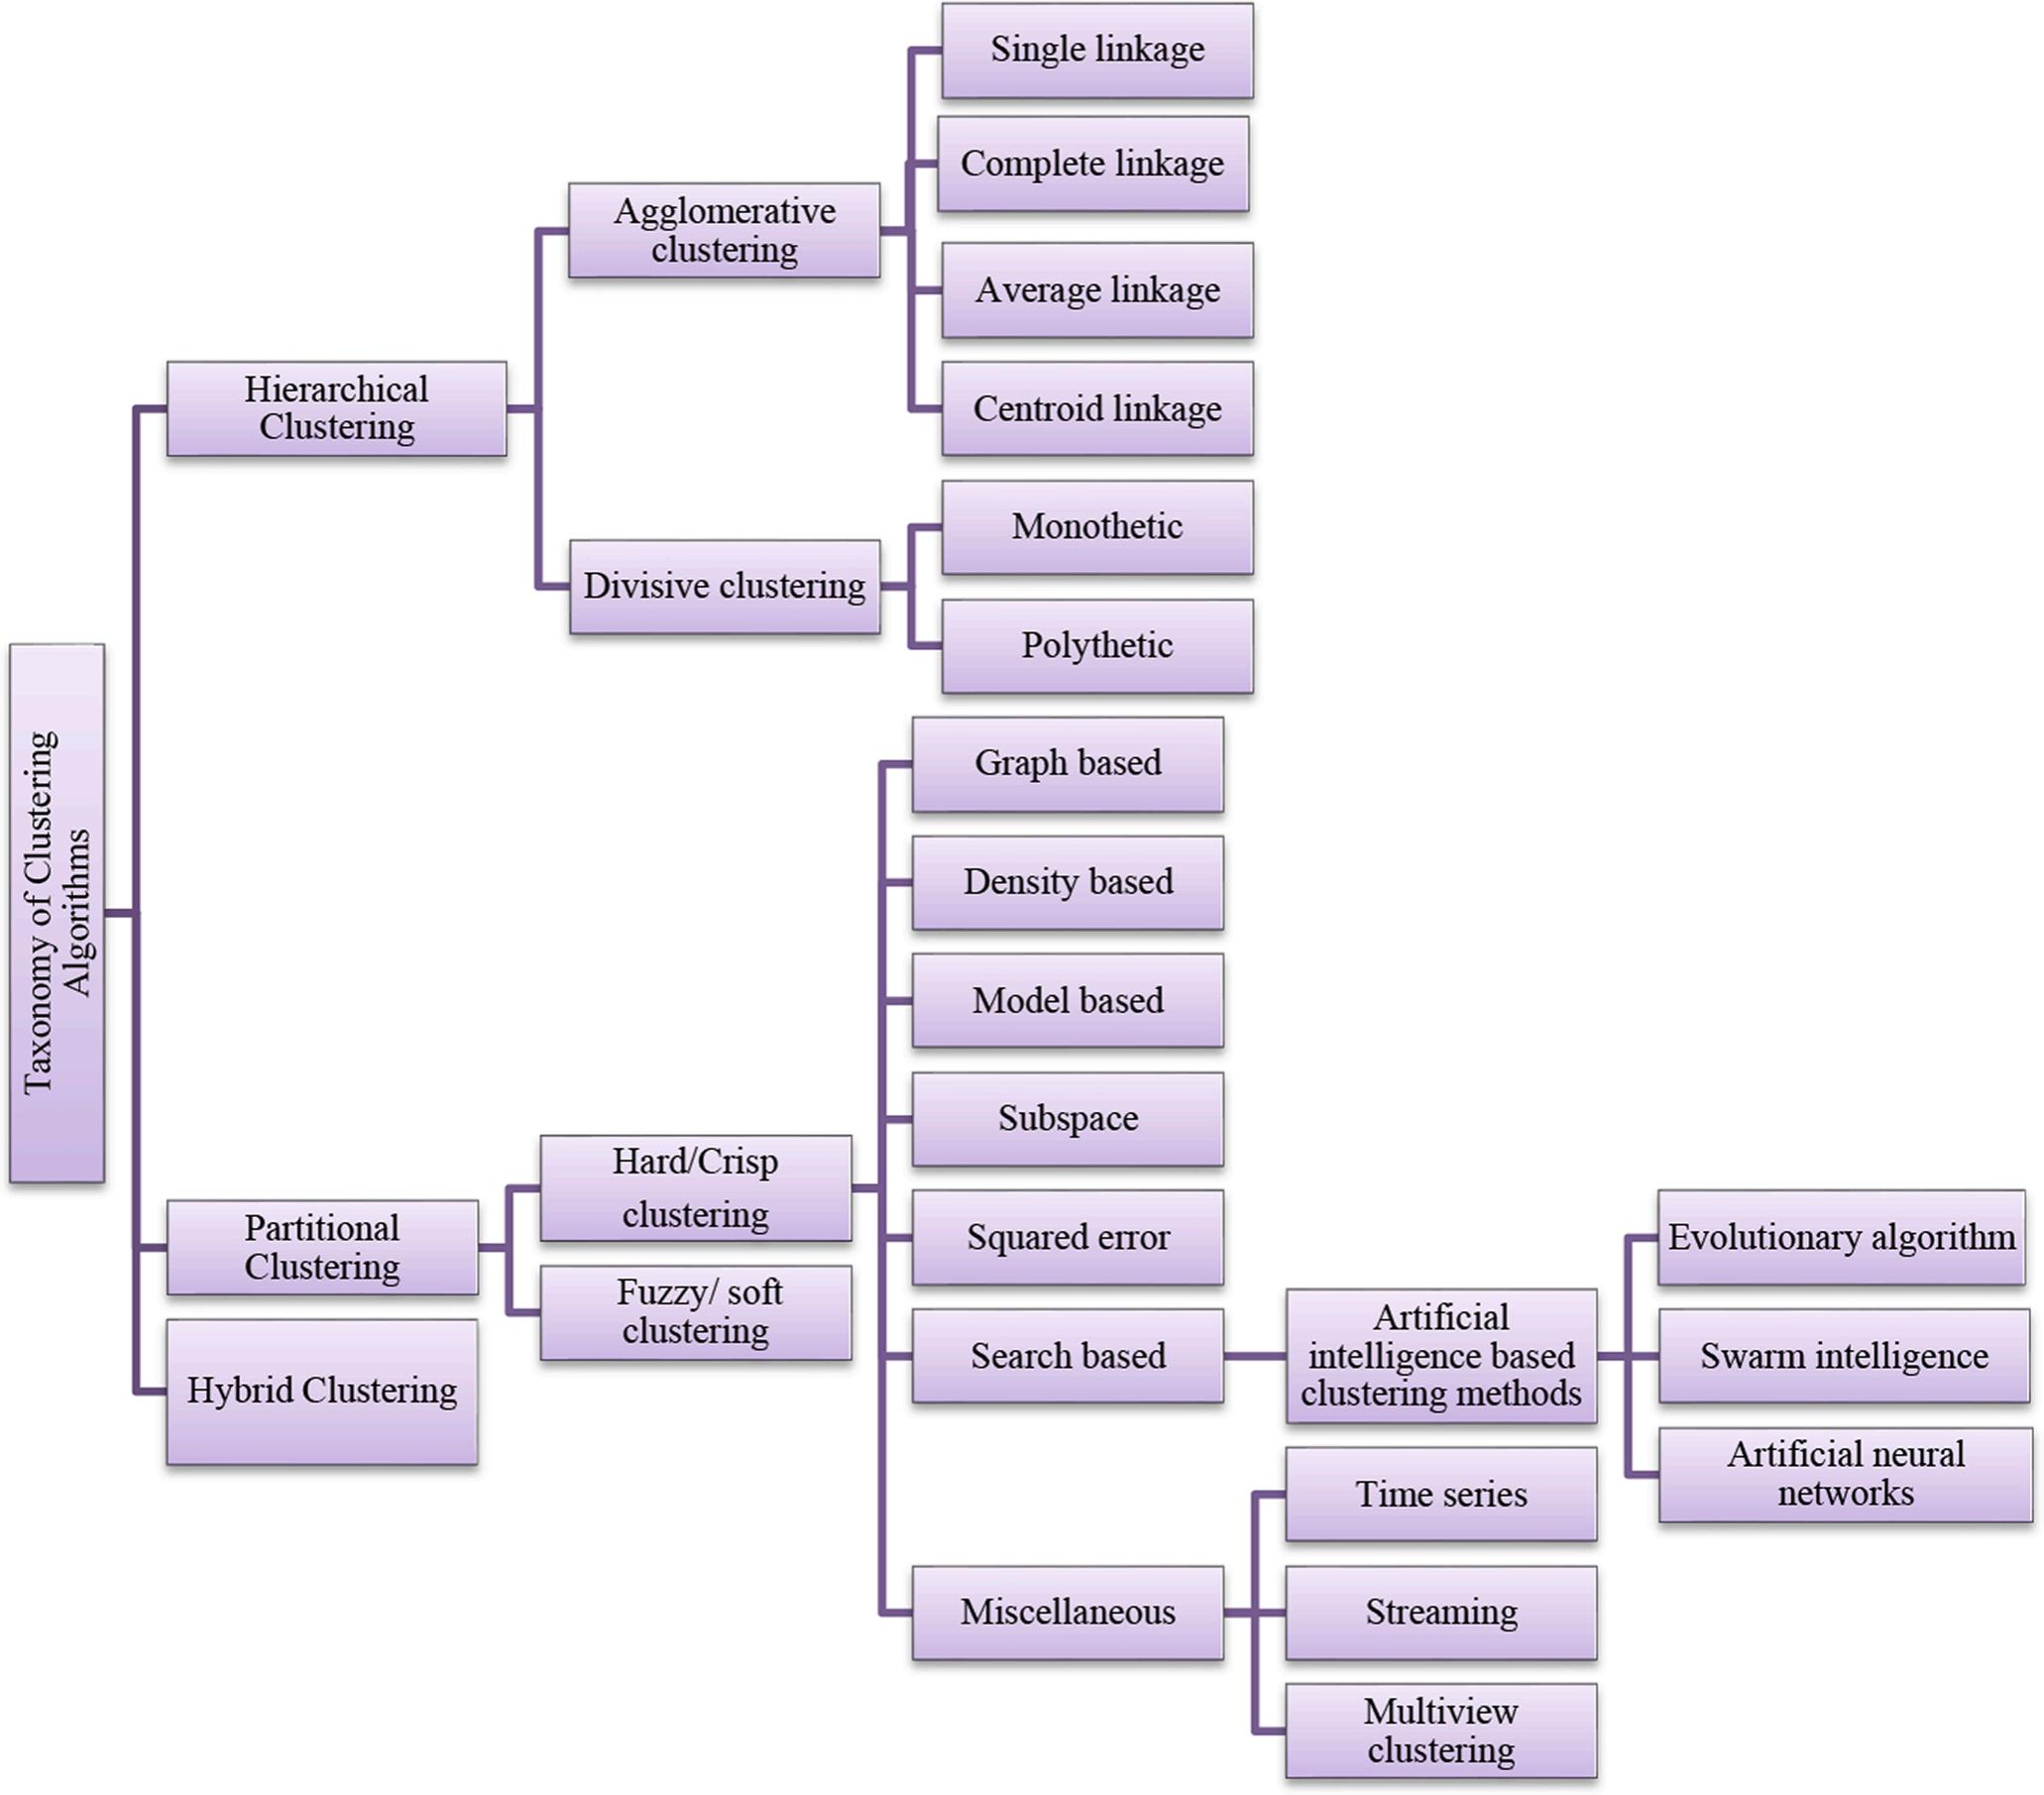 Taxonomy of Clustering
Algorithms
Hierarchical
Clustering
Agglomerative
clustering
Single linkage
Complete linkage
Average linkage
Centroid linkage
Divisive clustering
Monothetic
Polythetic
Partitional
Clustering
Hard/Crisp
clustering
Graph based
Density based
Model based
Subspace
Squared error
Search based
Artificial
intelligence based
clustering methods
Evolutionary algorithm
Swarm intelligence
Artificial neural
networks
Miscellaneous
Time series
Streaming
Multiview
clustering
Fuzzy/ soft
clustering
Hybrid Clustering